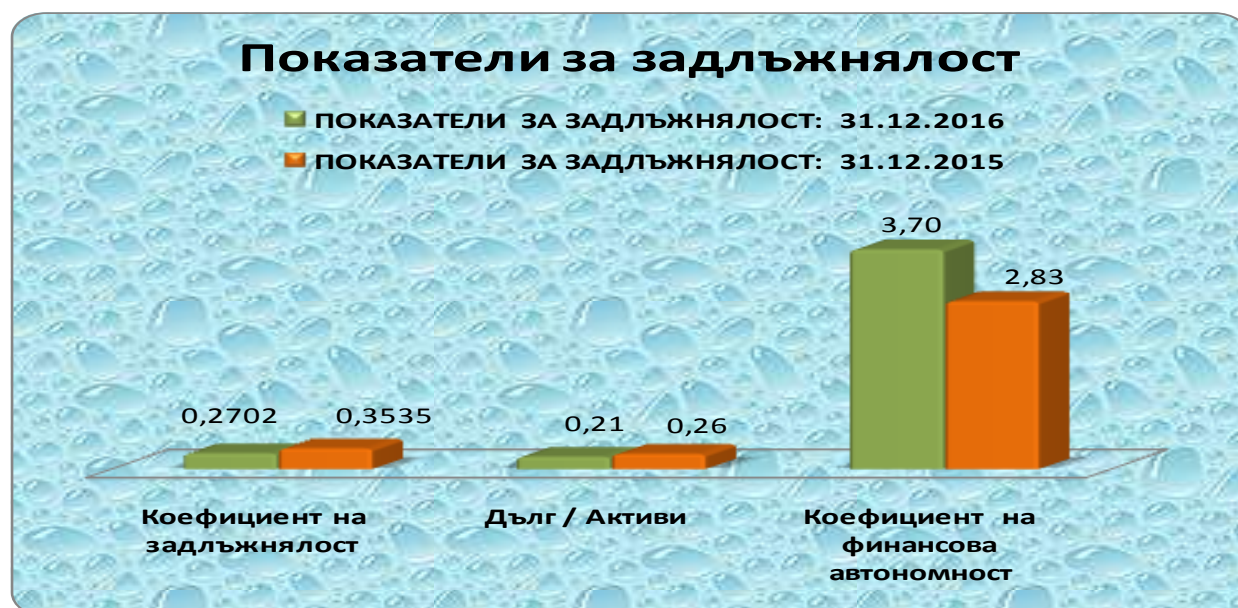 Показатели за задлъжнялост
ПОКАЗАТЕЛИ ЗА ЗАДЛЪЖНЯЛОСТ: 31.12.2016
ПОКАЗАТЕЛИ ЗА ЗАДЛЪЖНЯЛОСТ: 31.12.2015
3,70
2,83
0,2702
0,3535
0,21
0,26
Коефициент на
задлъжнялост
Дълг / Активи
Коефициент на
финансова
автономност